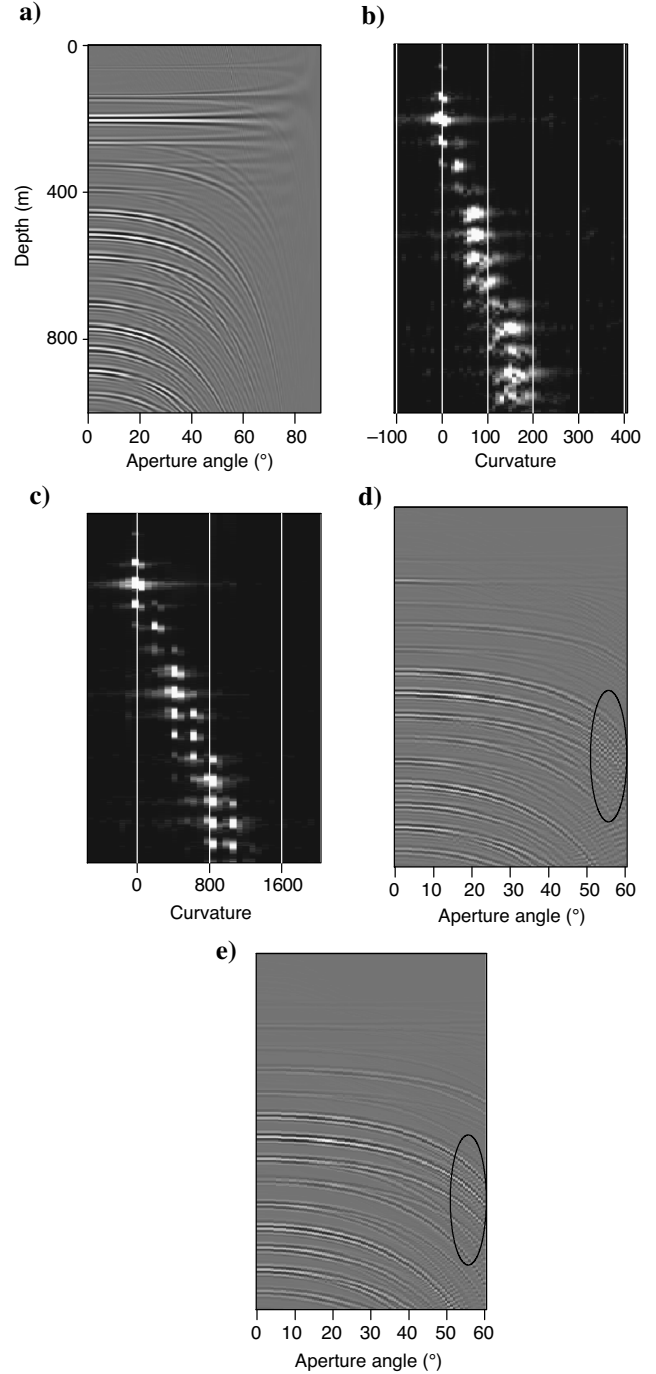 a)
0
400
800
Depth (m)
0 20 40 60 80
Aperture angle (°)
b)
–100 0 100 200 300 400
Curvature
c)
0 800 1600
Curvature
d)
0 10 20 30 40 50 60
Aperture angle (°)
e)
0 10 20 30 40 50 60
Aperture angle (°)